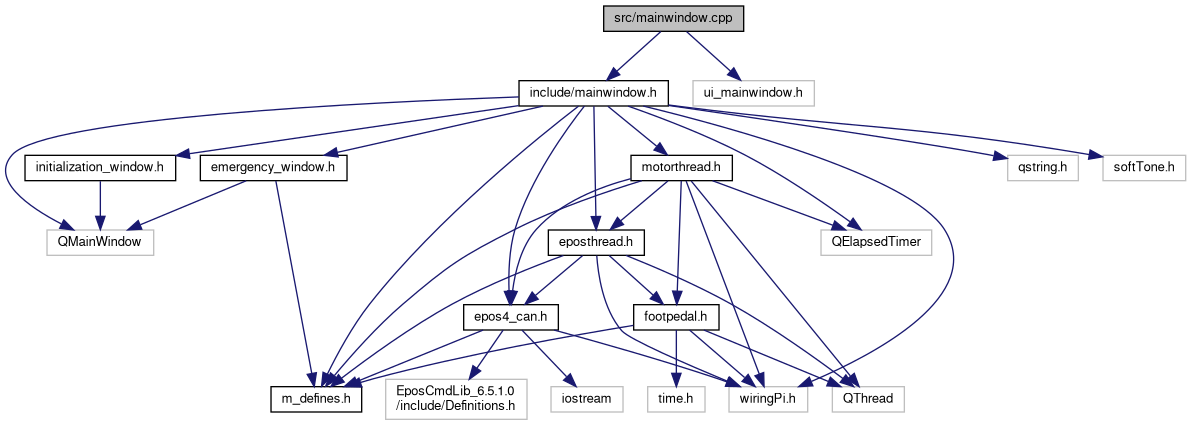 src/mainwindow.cpp
include/mainwindow.h
ui_mainwindow.h
initialization_window.h
emergency_window.h
motorthread.h
qstring.h
softTone.h
QMainWindow
eposthread.h
QElapsedTimer
epos4_can.h
footpedal.h
m_defines.h
EposCmdLib_6.5.1.0
/include/Definitions.h
iostream
time.h
wiringPi.h
QThread